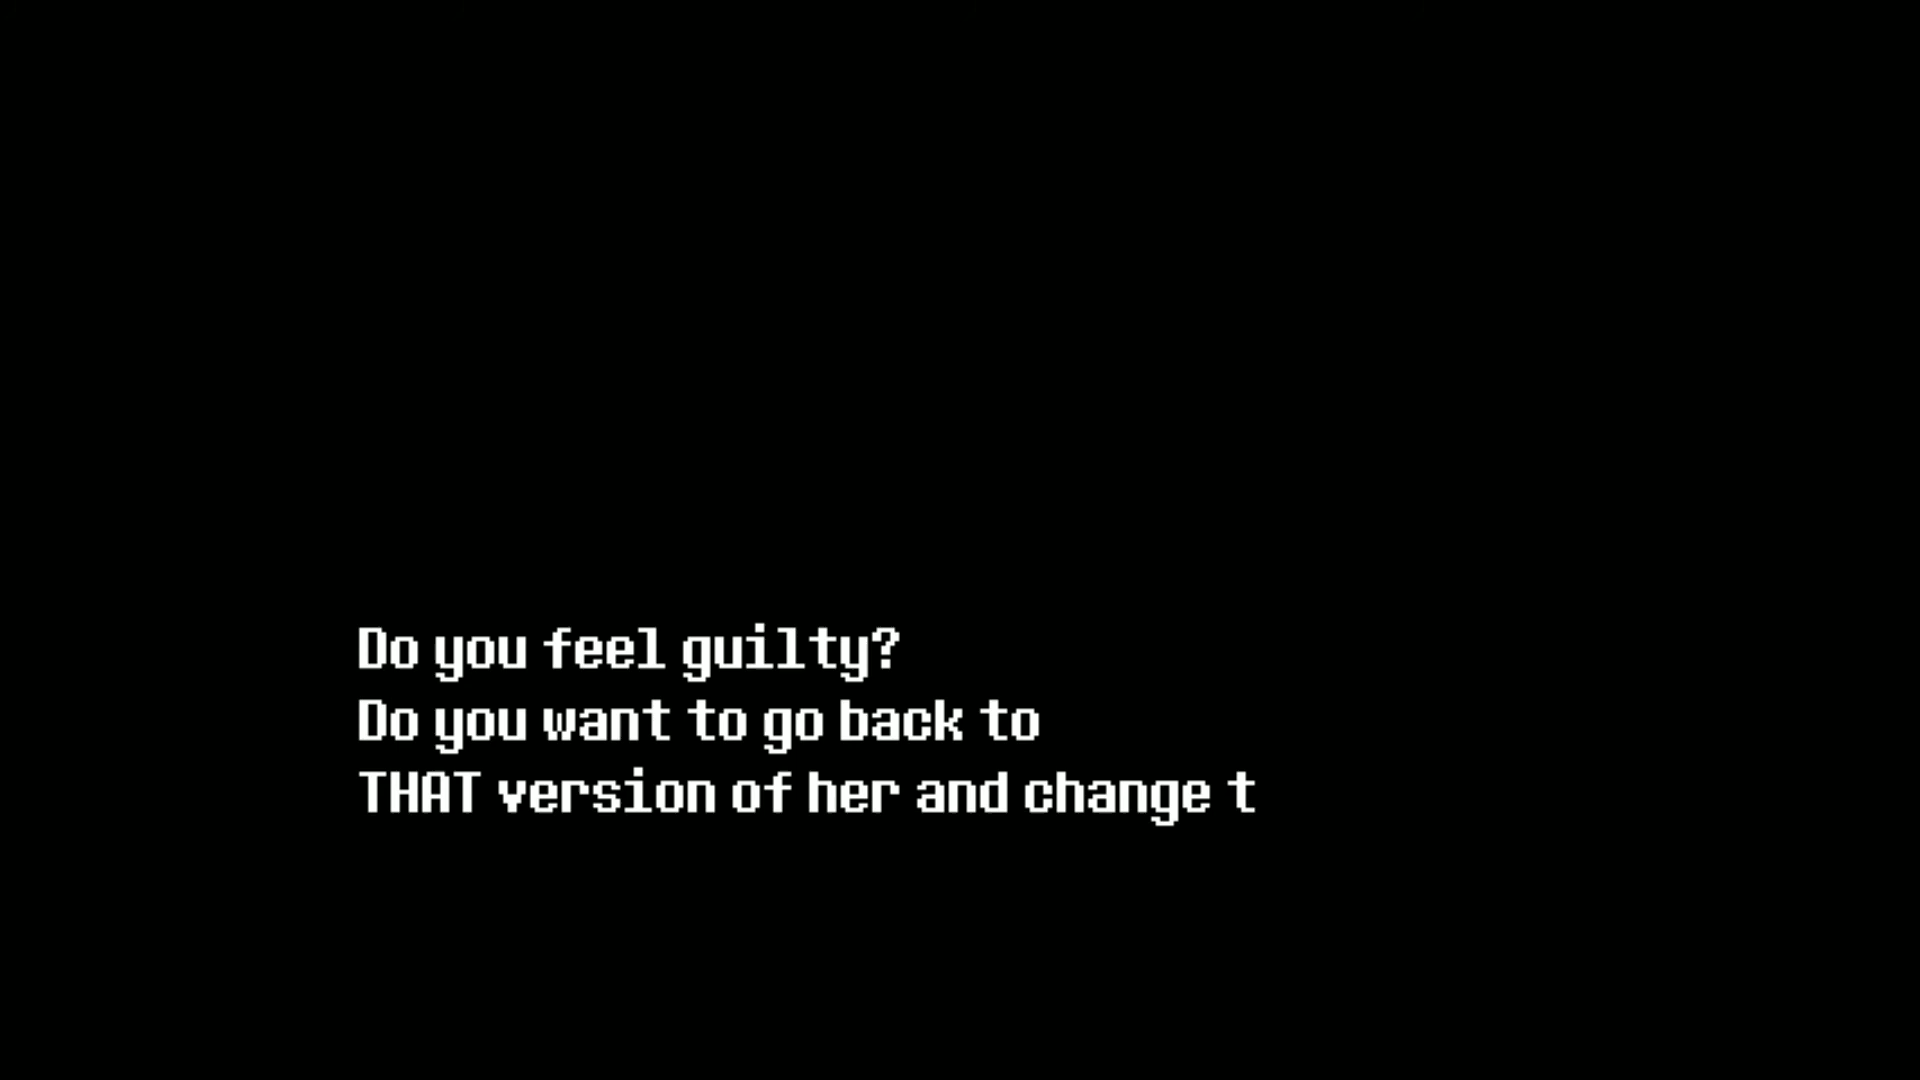 Do you feel guilty?
Do you want to go back to
THAT version of her and change t